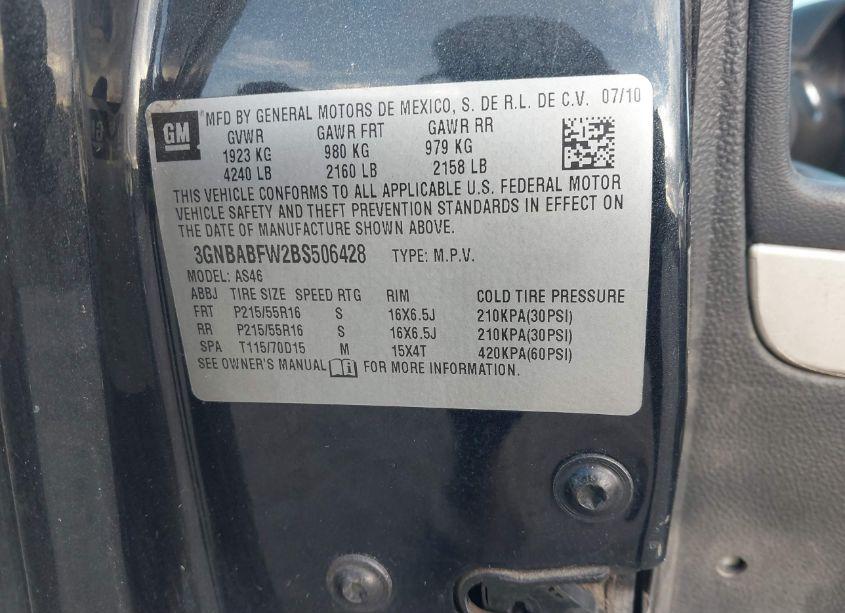 GM ® MFD BY GENERAL MOTORS DE MEXICO, S. DE R.L. DE C.V. 07/10
GVWR GAWR FRT GAWR RR
1923 KG 980 KG 979 KG
4240 LB 2160 LB 2158 LB
THIS VEHICLE CONFORMS TO ALL APPLICABLE U.S. FEDERAL MOTOR
VEHICLE SAFETY AND THEFT PREVENTION STANDARDS IN EFFECT ON
THE DATE OF MANUFACTURE SHOWN ABOVE.
3GNBABFW2BS506428 TYPE: M.P.V.
MODEL: AS46
ABBJ TIRE SIZE SPEED RTG RIM COLD TIRE PRESSURE
FRT P215/55R16 S 16X6.5J 210KPA(30PSI)
RR P215/55R16 S 16X6.5J 210KPA(30PSI)
SPA T115/70D15 M 15X4T 420KPA(60PSI)
SEE OWNER'S MANUAL FOR MORE INFORMATION.